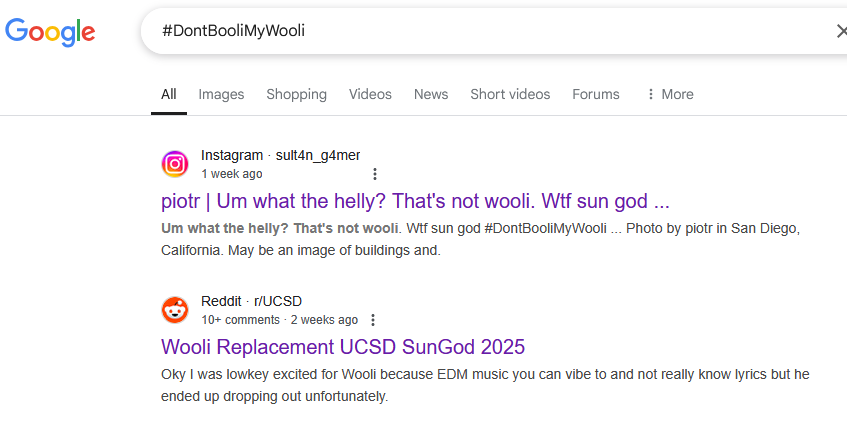 Google
#DontBooliMyWooli
All Images Shopping Videos News Short videos Forums More
Instagram · sult4n_g4mer
1 week ago
piotr | Um what the helly? That's not wooli. Wtf sun god ...
Um what the helly? That's not wooli. Wtf sun god #DontBooliMyWooli ... Photo by piotr in San Diego,
California. May be an image of buildings and.
Reddit · r/UCSD
10+ comments · 2 weeks ago
Wooli Replacement UCSD SunGod 2025
Oky I was lowkey excited for Wooli because EDM music you can vibe to and not really know lyrics but he
ended up dropping out unfortunately.